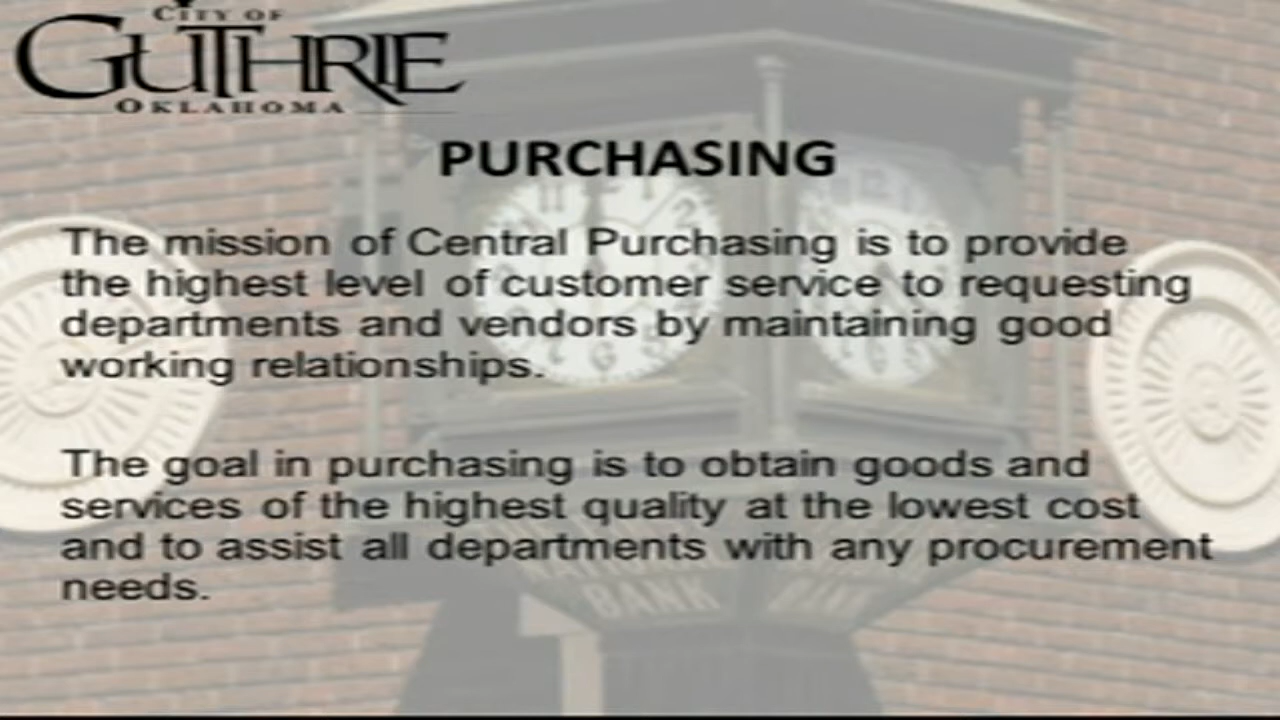 CITY OF
GUTHRIE
OKLAHOMA
PURCHASING
The mission of Central Purchasing is to provide
the highest level of customer service to requesting
departments and vendors by maintaining good
working relationships.
The goal in purchasing is to obtain goods and
services of the highest quality at the lowest cost
and to assist all departments with any procurement
needs.
BANK